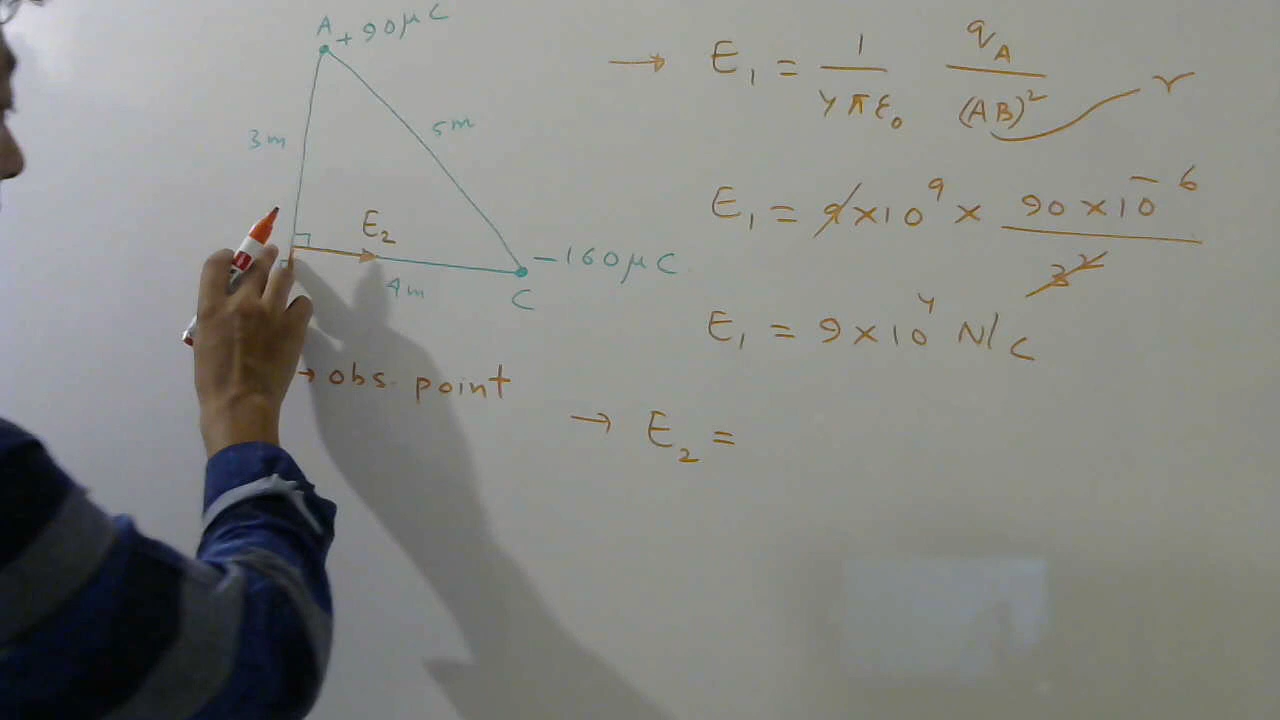 A +90μC
3m
5m
E₂
-160μC
4m
C
→ obs. point
→ E₁ = 1/4πε₀ qA/(AB)² r
E₁ = 9×10⁹ × 90×10⁻⁶/3²
E₁ = 9×10⁴ N/C
→ E₂ =